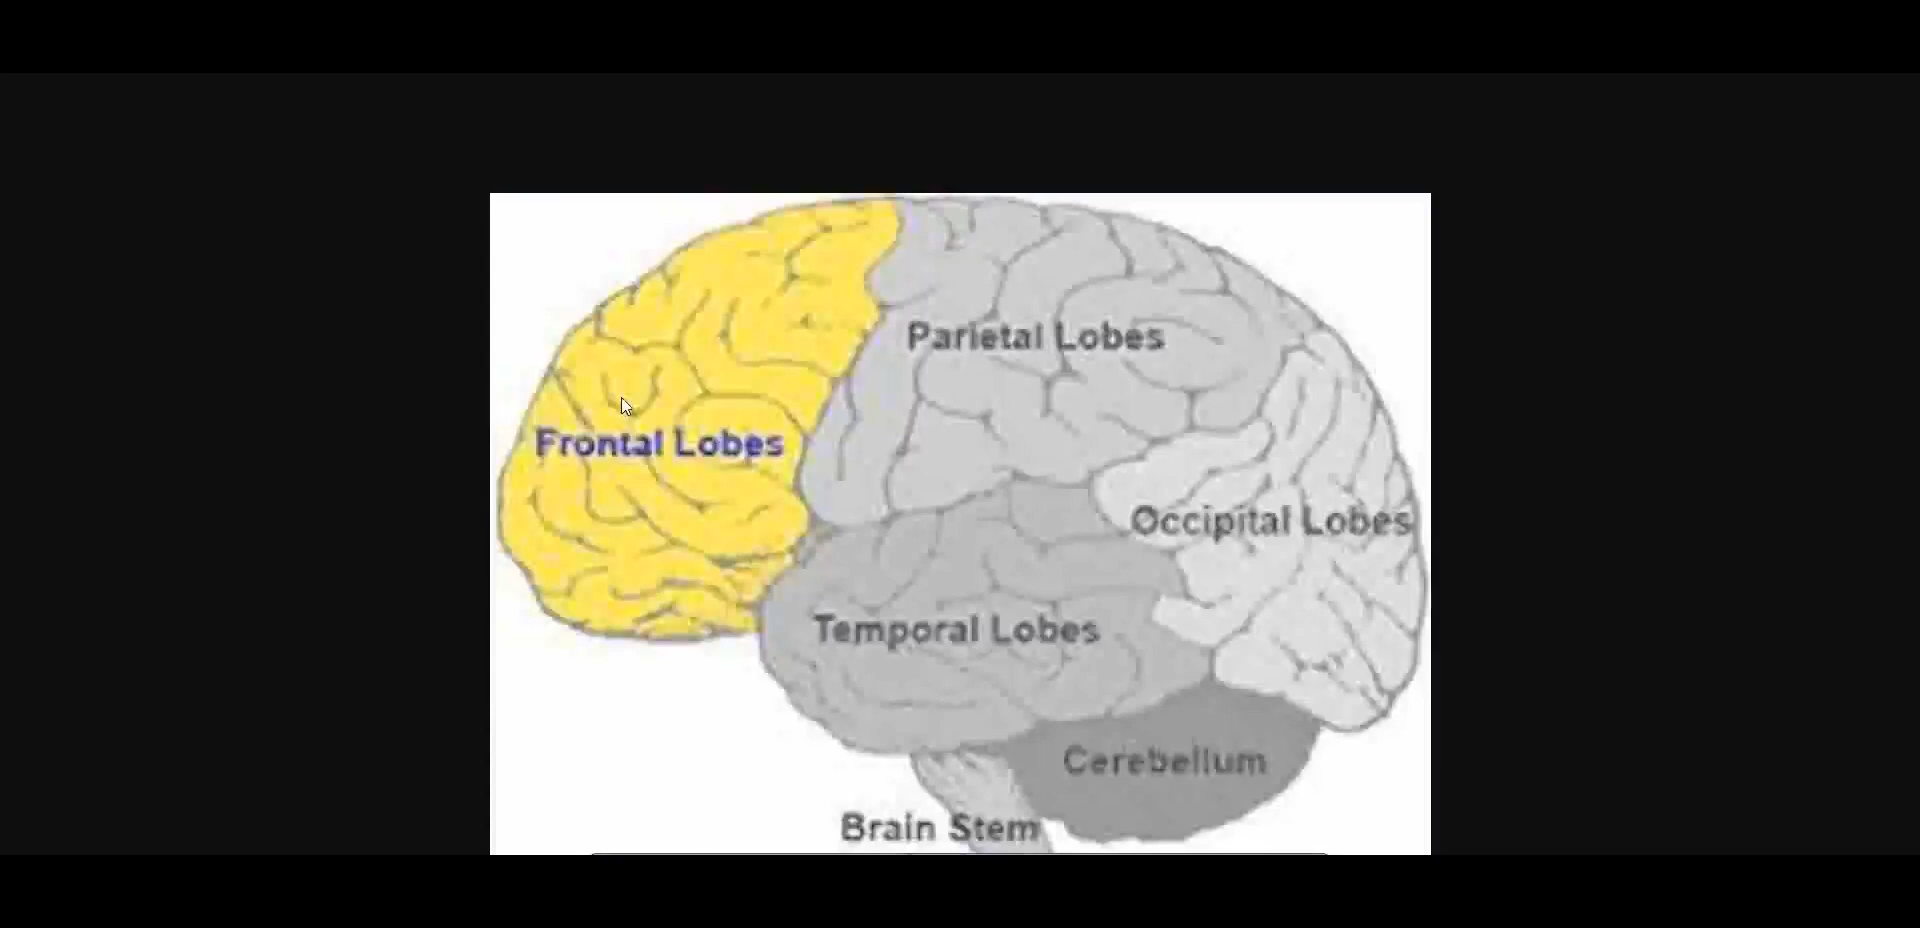 Parietal Lobes
Frontal Lobes
Occipital Lobes
Temporal Lobes
Cerebellum
Brain Stem